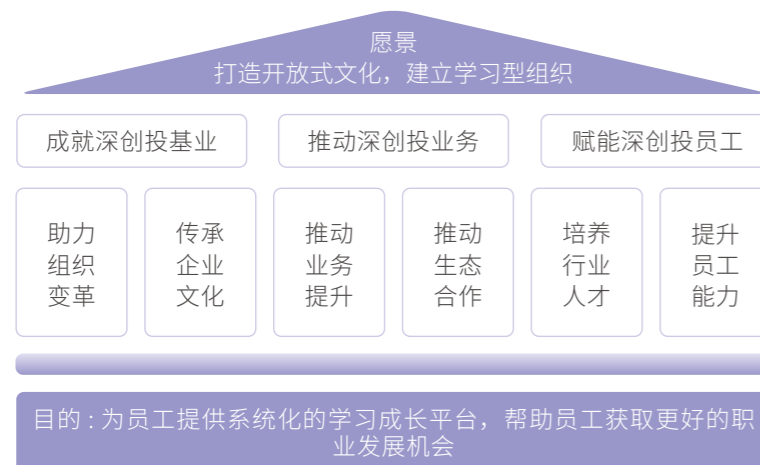 愿景
打造开放式文化，建立学习型组织
成就深创投基业
推动深创投业务
赋能深创投员工
助力
组织
变革
传承
企业
文化
推动
业务
提升
推动
生态
合作
培养
行业
人才
提升
员工
能力
目的 : 为员工提供系统化的学习成长平台，帮助员工获取更好的职
业发展机会